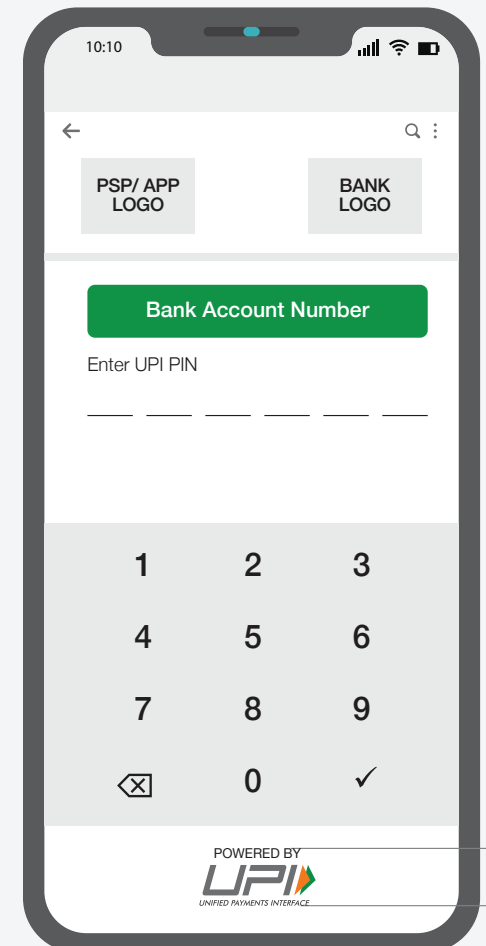 10:10
PSP/ APP
LOGO
BANK
LOGO
Bank Account Number
Enter UPI PIN
1 2 3
4 5 6
7 8 9
0
POWERED BY
UPI
UNIFIED PAYMENTS INTERFACE